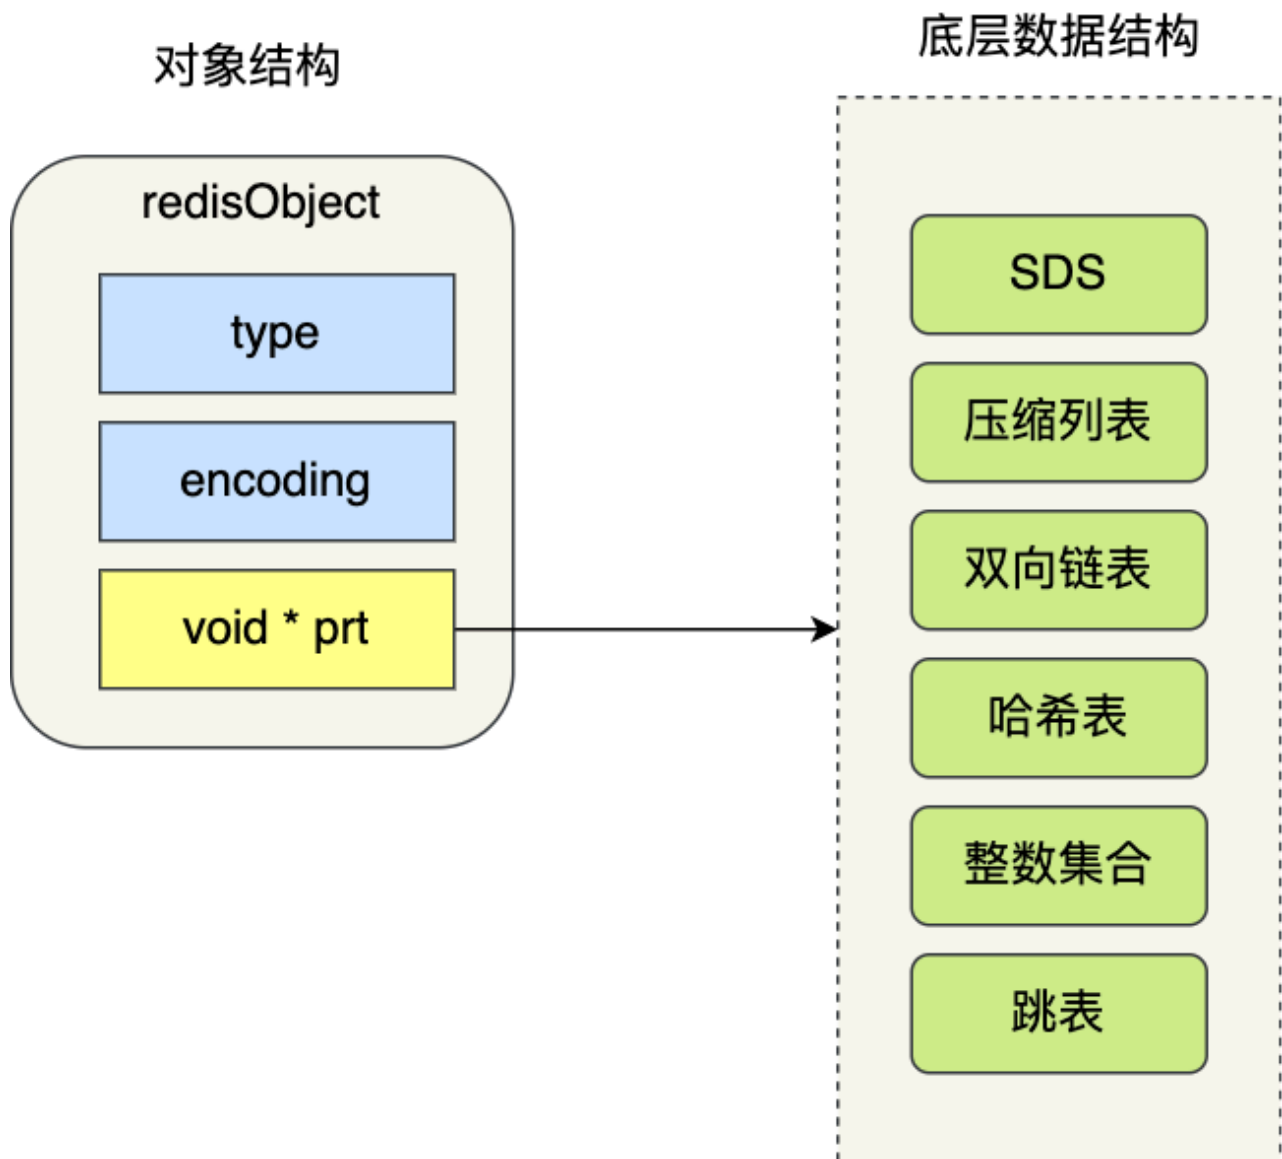 对象结构
redisObject
type
encoding
void * prt
底层数据结构
SDS
压缩列表
双向链表
哈希表
整数集合
跳表